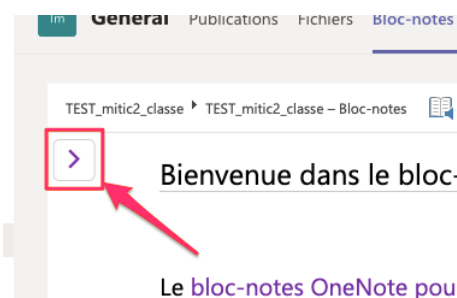 Im Général Publications Fichiers Bloc-notes
TEST_mitic2_classe TEST_mitic2_classe – Bloc-notes
Bienvenue dans le bloc-
Le bloc-notes OneNote pou